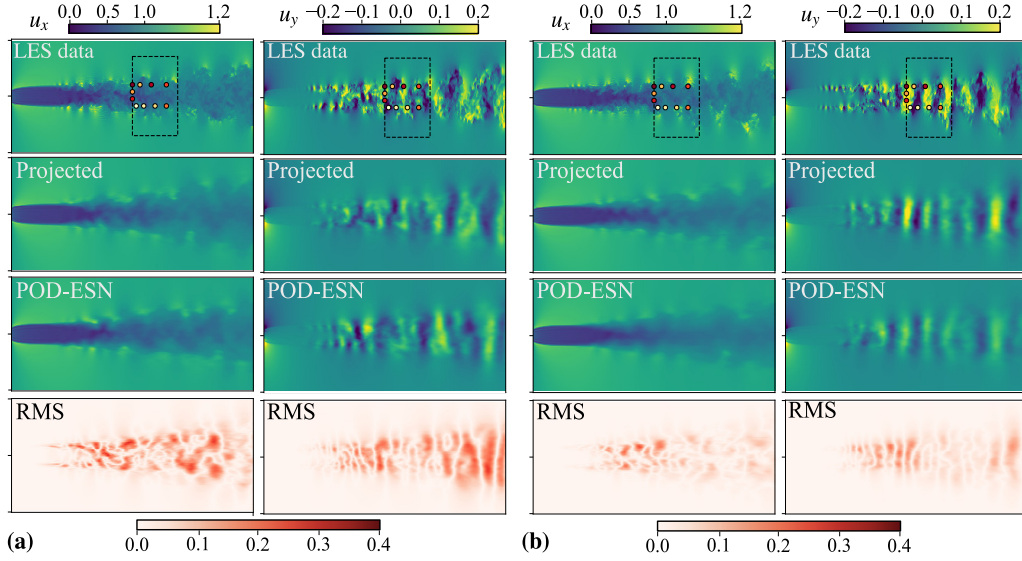 u_x 0.0 0.5 1.0 1.2
u_y −0.2 −0.1 0.0 0.1 0.2
u_x 0.0 0.5 1.0 1.2
u_y −0.2 −0.1 0.0 0.2
LES data LES data LES data LES data
Projected Projected Projected Projected
POD-ESN POD-ESN POD-ESN POD-ESN
RMS RMS RMS RMS
(a) 0.0 0.1 0.2 0.3 0.4
(b) 0.0 0.1 0.2 0.3 0.4